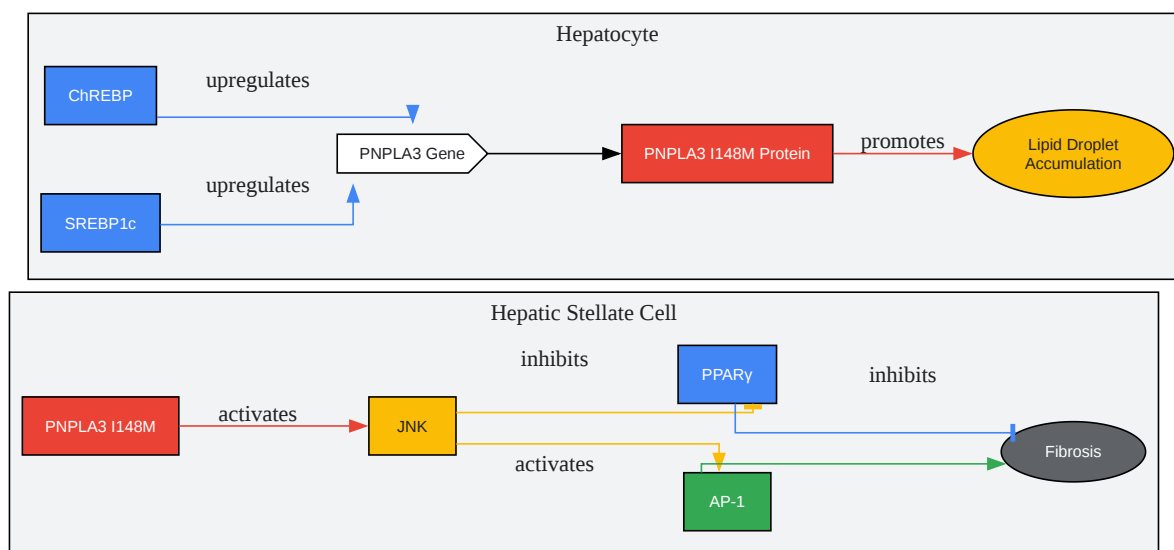 Hepatocyte
ChREBP
upregulates
PNPLA3 Gene
PNPLA3 I148M Protein
promotes
Lipid Droplet
Accumulation
upregulates
SREBP1c
Hepatic Stellate Cell
inhibits
PPARγ
inhibits
PNPLA3 I148M
activates
JNK
Fibrosis
activates
AP-1